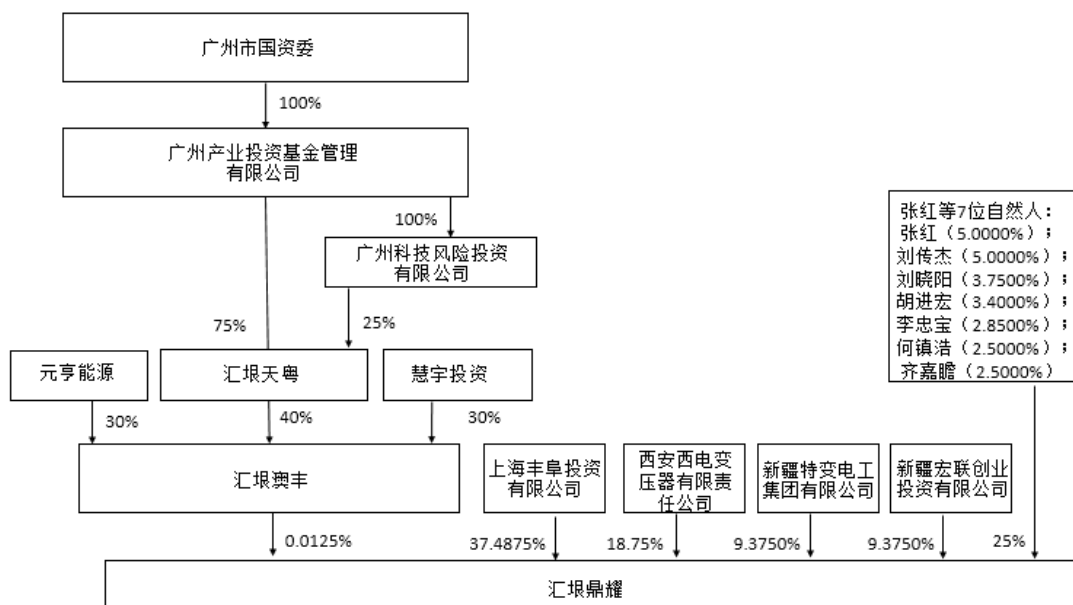 广州市国资委
100%
广州产业投资基金管理
有限公司
100%
广州科技风险投资
有限公司
75%
25%
元亨能源
汇垠天粤
慧宇投资
30%
40%
30%
汇垠澳丰
上海丰阜投资
有限公司
西安西电变
压器有限责
任公司
新疆特变电工
集团有限公司
新疆宏联创业
投资有限公司
张红等7位自然人：
张红（5.0000%）；
刘传杰（5.0000%）；
刘晓阳（3.7500%）；
胡进宏（3.4000%）；
李忠宝（2.8500%）；
何镇浩（2.5000%）；
齐嘉瞻（2.5000%）
0.0125%
37.4875%
18.75%
9.3750%
9.3750%
25%
汇垠鼎耀